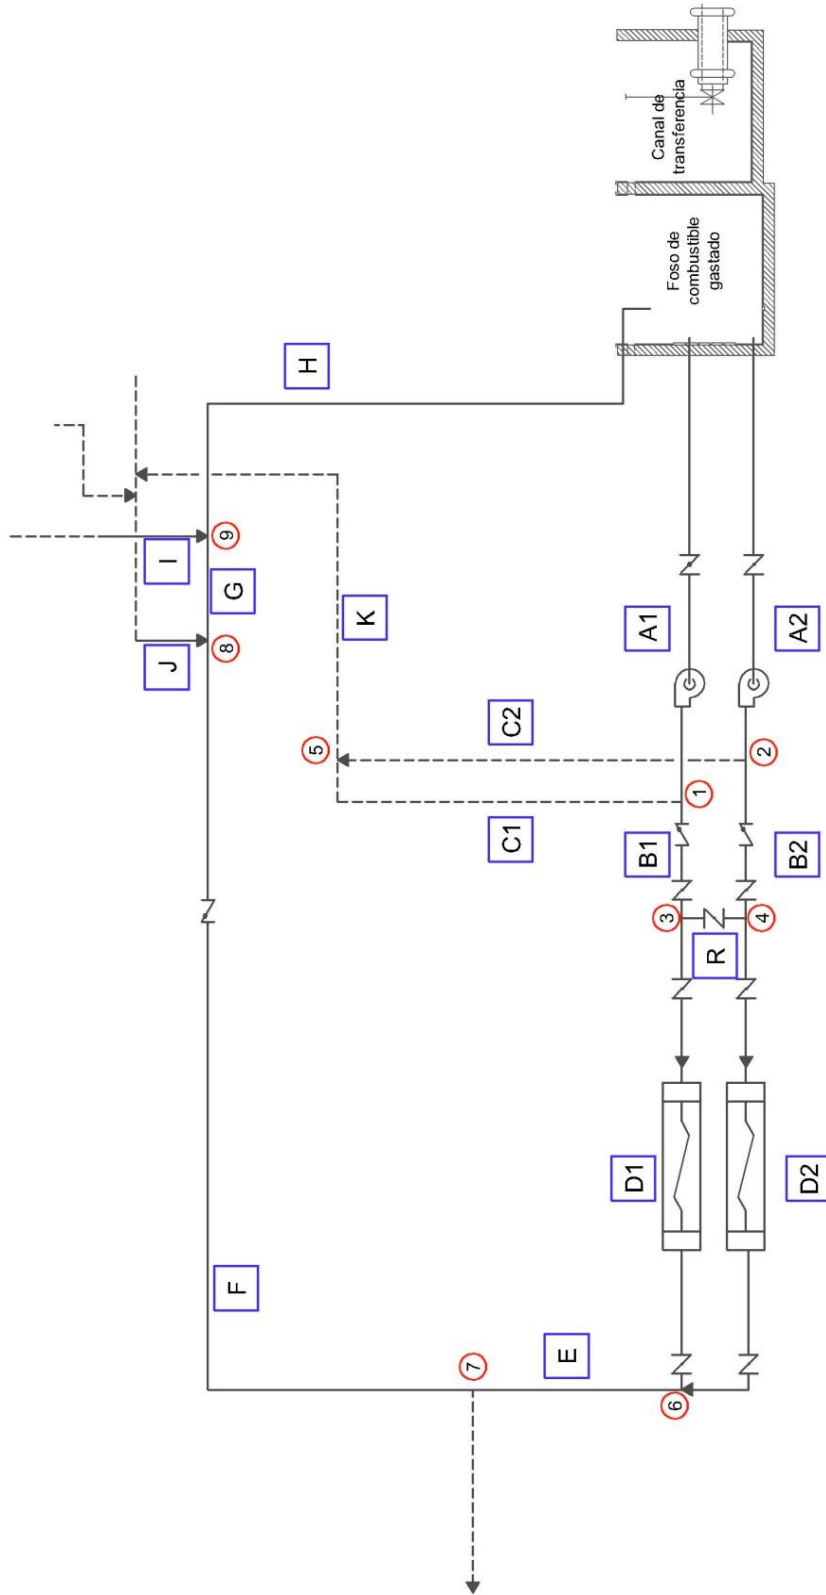 Canal de
transferencia
Foso de
combustible
gastado
H
I
9
G
J
8
K
A1
A2
5
C2
2
C1
1
B1
B2
3
4
R
D1
D2
F
E
7
6